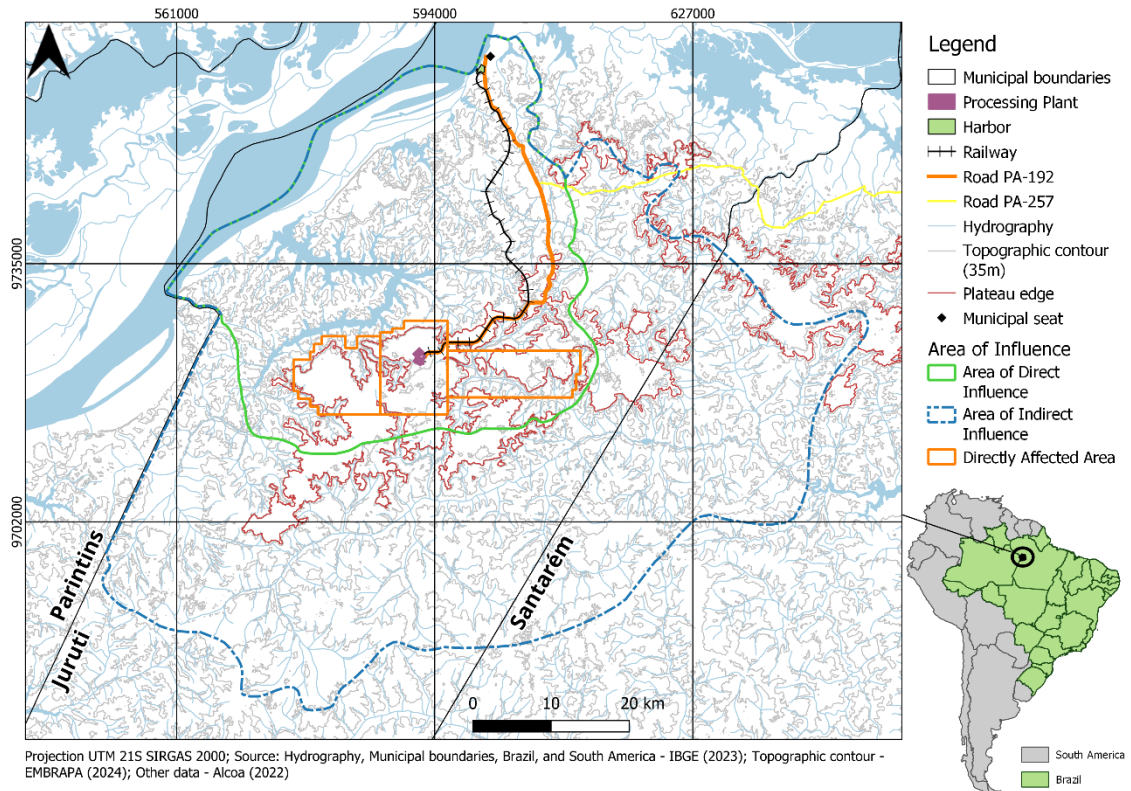 561000
594000
627000
9735000
9702000
Parintins
Juruti
Santarém
0
10
20 km
Legend
Municipal boundaries
Processing Plant
Harbor
Railway
Road PA-192
Road PA-257
Hydrography
Topographic contour
(35m)
Plateau edge
Municipal seat
Area of Influence
Area of Direct
Influence
Area of Indirect
Influence
Directly Affected Area
South America
Brazil
Projection UTM 21S SIRGAS 2000; Source: Hydrography, Municipal boundaries, Brazil, and South America - IBGE (2023); Topographic contour -
EMBRAPA (2024); Other data - Alcoa (2022)